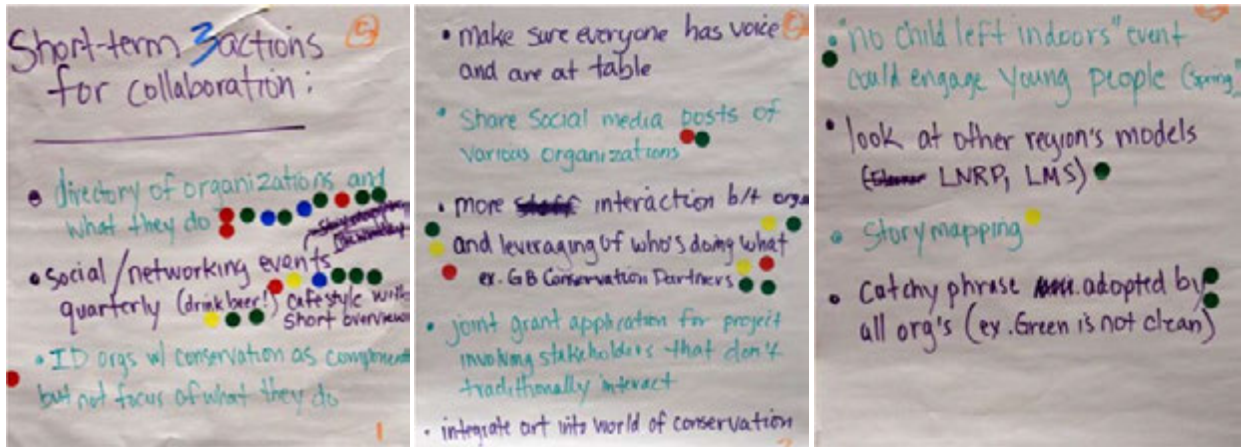 Short-term 3 actions
for collaboration:
5
• directory of organizations and
what they do
• social/networking events
quarterly (drink beer!) cafe style with
short overview
• ID orgs w/ conservation as component
but not focus of what they do
1
• make sure everyone has voice
and are at table
• Share Social media posts of
various organizations
• more interaction b/t orgs
and leveraging of who's doing what
ex. GB Conservation Partners
• joint grant application for project
involving stakeholders that don't
traditionally interact
• integrate art into world of conservation
2
• "no child left indoors" event
could engage young people (spring)
• look at other region's models
( LNRP, LMS)
• Story mapping
• Catchy phrase adopted by
all org's (ex. Green is not clean)